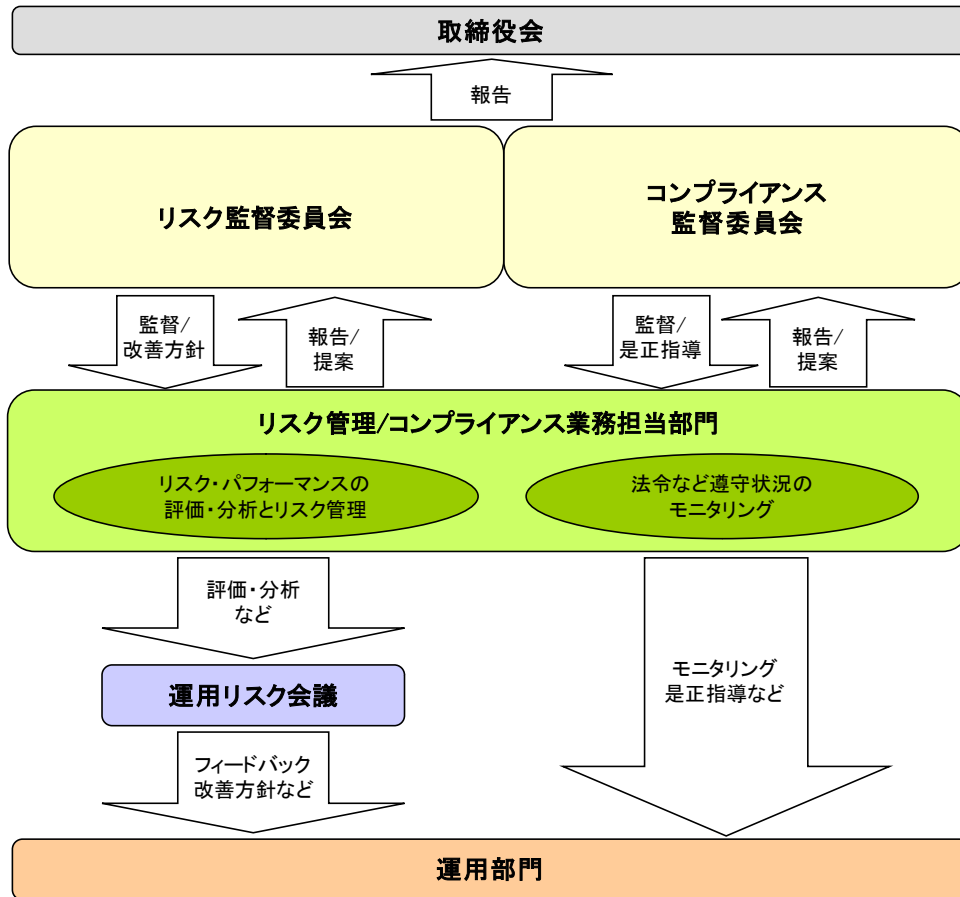 取締役会
報告
リスク監督委員会
コンプライアンス
監督委員会
監督/
改善方針
報告/
提案
監督/
是正指導
報告/
提案
リスク管理/コンプライアンス業務担当部門
リスク・パフォーマンスの
評価・分析とリスク管理
法令など遵守状況の
モニタリング
評価・分析
など
運用リスク会議
モニタリング
是正指導など
フィードバック
改善方針など
運用部門